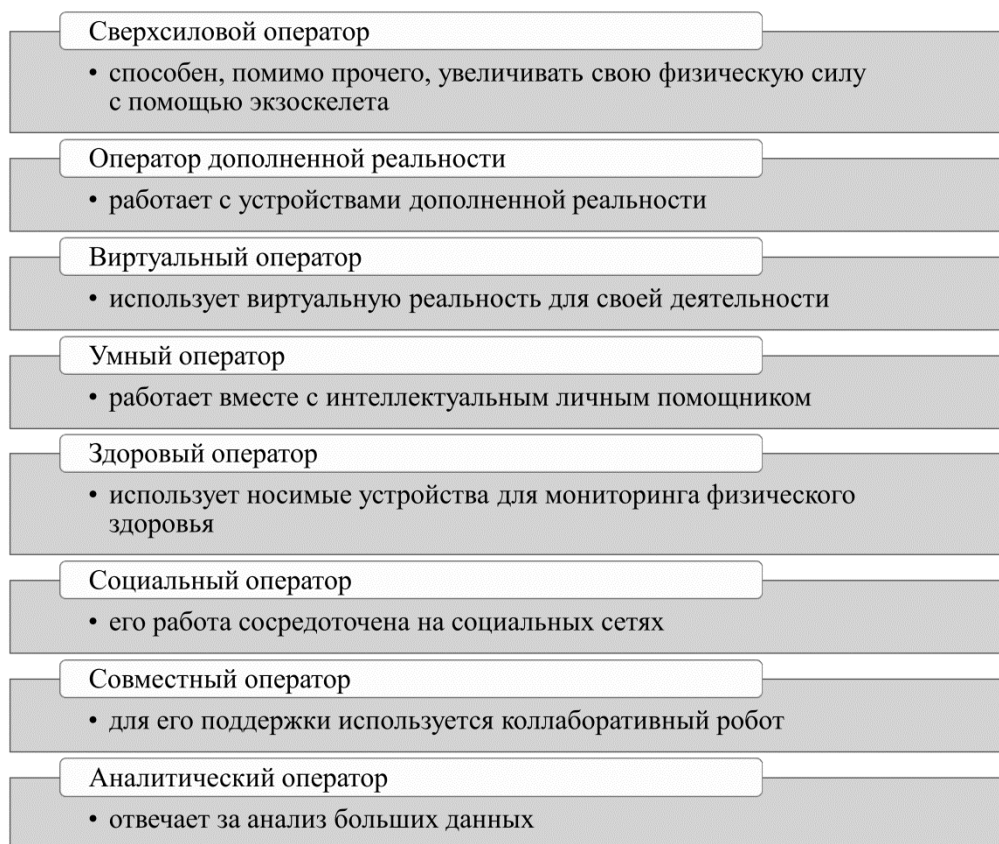 Сверхсиловой оператор
• способен, помимо прочего, увеличивать свою физическую силу
с помощью экзоскелета
Оператор дополненной реальности
• работает с устройствами дополненной реальности
Виртуальный оператор
• использует виртуальную реальность для своей деятельности
Умный оператор
• работает вместе с интеллектуальным личным помощником
Здоровый оператор
• использует носимые устройства для мониторинга физического
здоровья
Социальный оператор
• его работа сосредоточена на социальных сетях
Совместный оператор
• для его поддержки используется коллаборативный робот
Аналитический оператор
• отвечает за анализ больших данных